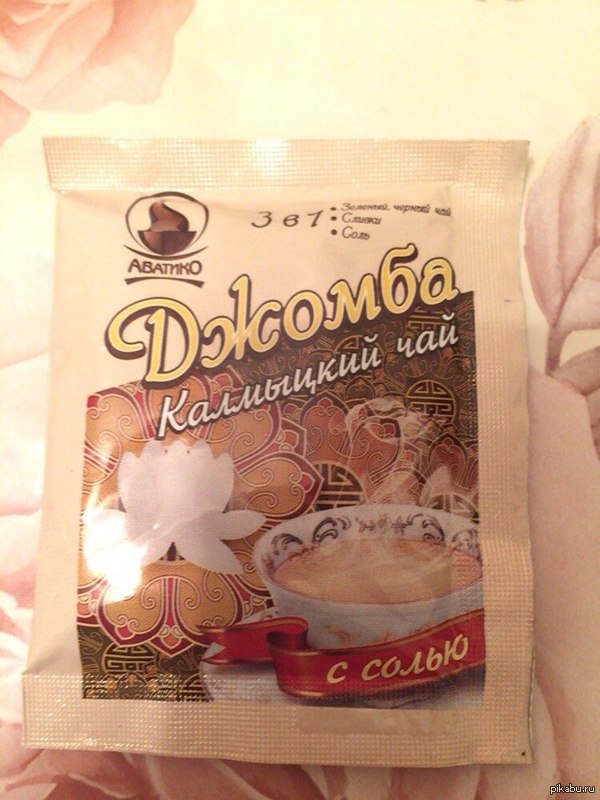 АВАТИКО
3 в 1
• Зеленый, черный чай
• Сливки
• Соль
Джомба
Калмыцкий чай
с солью
pikabu.ru